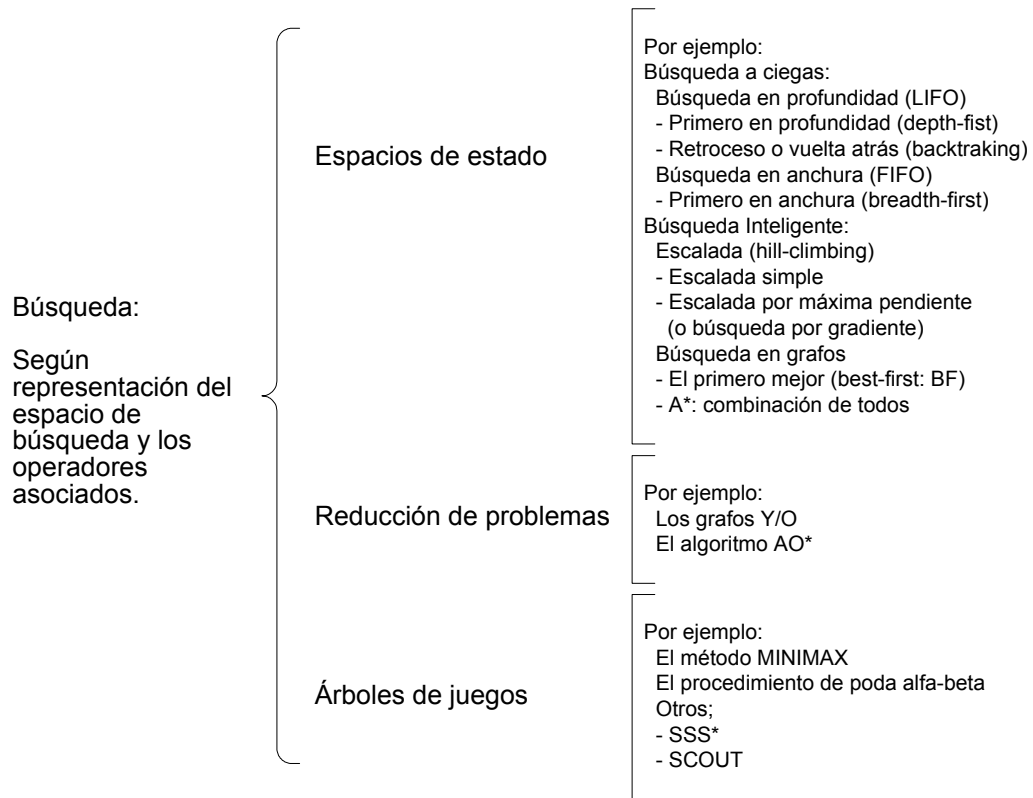 Búsqueda:
Según
representación del
espacio de
búsqueda y los
operadores
asociados.
Espacios de estado
Por ejemplo:
Búsqueda a ciegas:
Búsqueda en profundidad (LIFO)
- Primero en profundidad (depth-fist)
- Retroceso o vuelta atrás (backtraking)
Búsqueda en anchura (FIFO)
- Primero en anchura (breadth-first)
Búsqueda Inteligente:
Escalada (hill-climbing)
- Escalada simple
- Escalada por máxima pendiente
(o búsqueda por gradiente)
Búsqueda en grafos
- El primero mejor (best-first: BF)
- A*: combinación de todos
Reducción de problemas
Por ejemplo:
Los grafos Y/O
El algoritmo AO*
Árboles de juegos
Por ejemplo:
El método MINIMAX
El procedimiento de poda alfa-beta
Otros;
- SSS*
- SCOUT